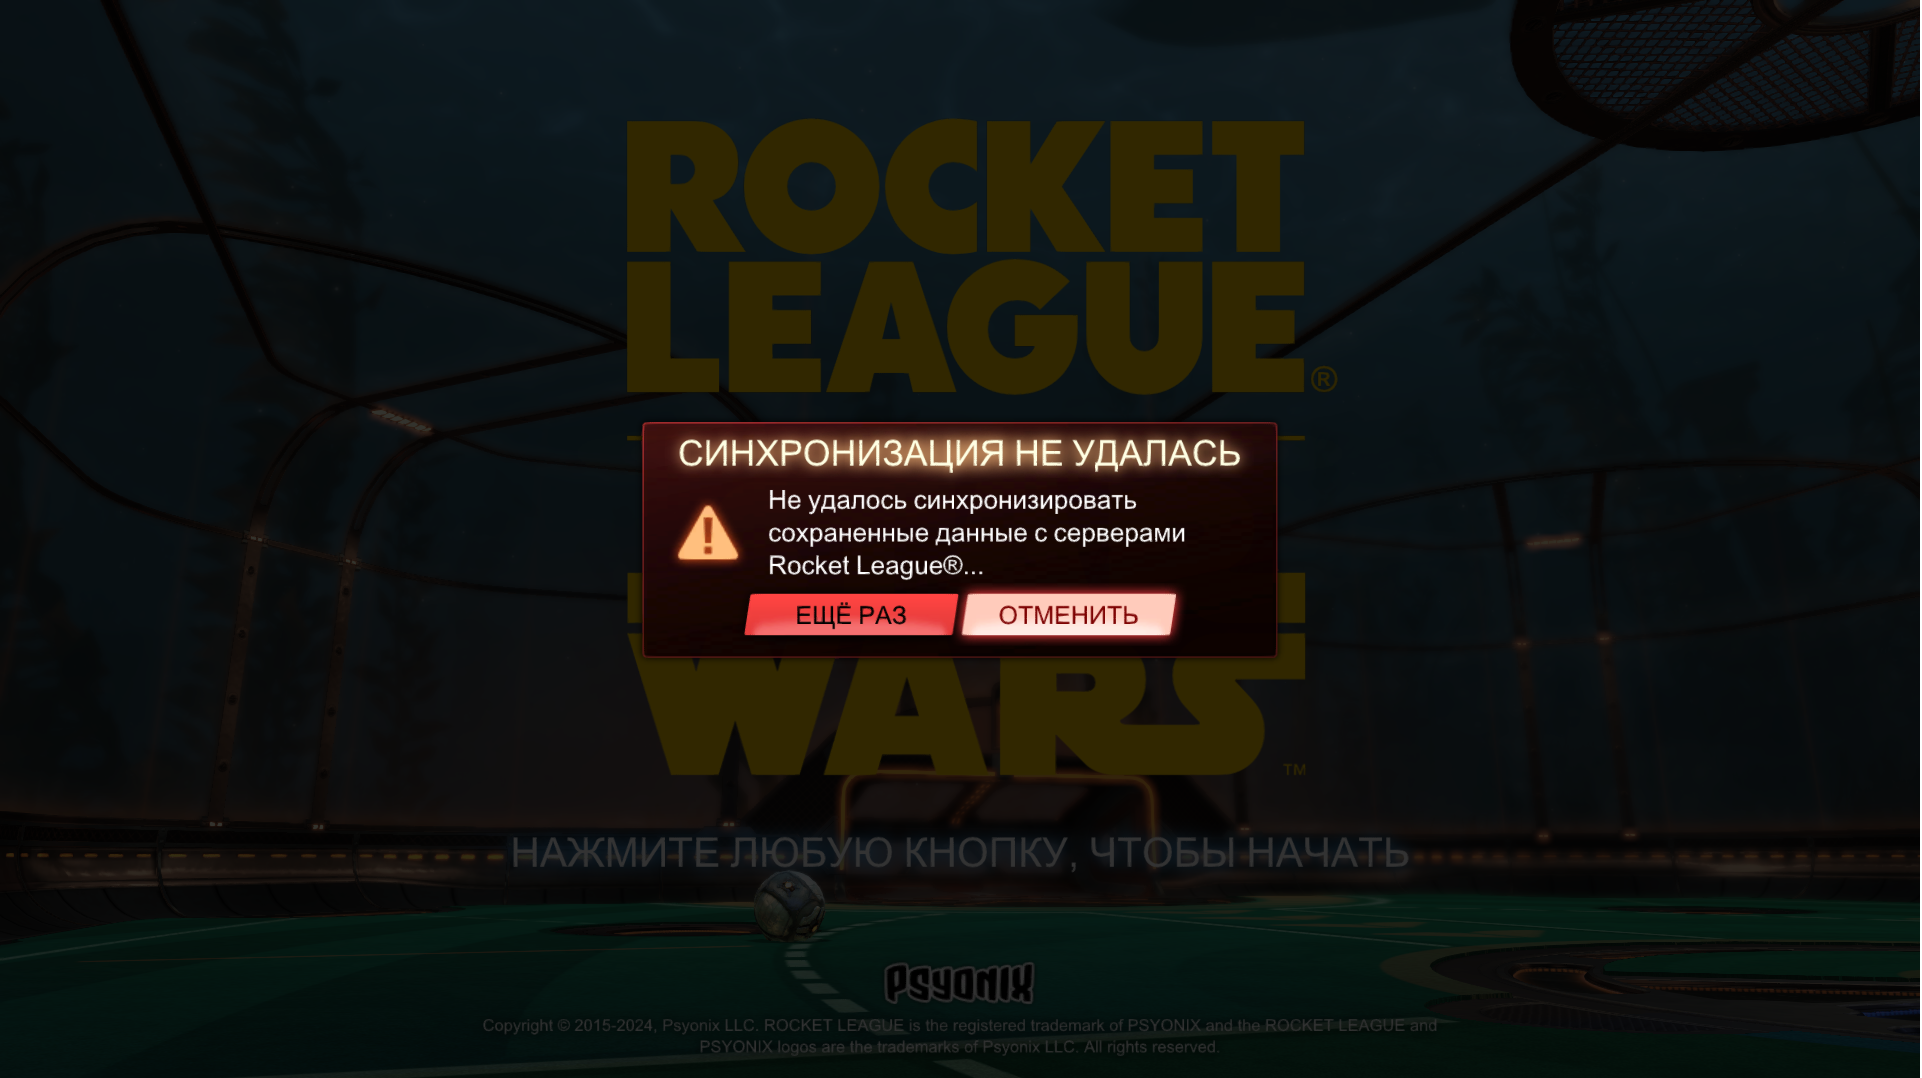 ROCKET
LEAGUE®
СИНХРОНИЗАЦИЯ НЕ УДАЛАСЬ
Не удалось синхронизировать
сохраненные данные с серверами
Rocket League®...
ЕЩЁ РАЗ
ОТМЕНИТЬ
WARS™
НАЖМИТЕ ЛЮБУЮ КНОПКУ, ЧТОБЫ НАЧАТЬ
PSYONIX
Copyright © 2015-2024, Psyonix LLC. ROCKET LEAGUE is the registered trademark of PSYONIX and the ROCKET LEAGUE and
PSYONIX logos are the trademarks of Psyonix LLC. All rights reserved.